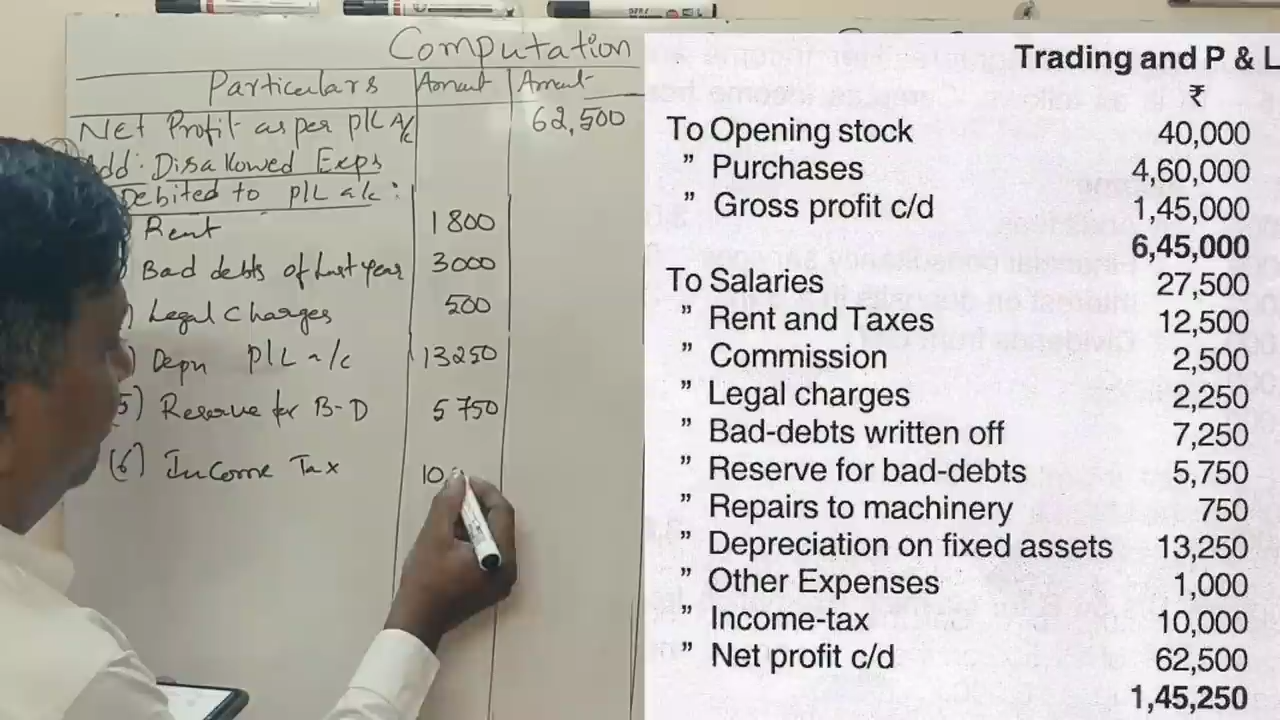 Computation
Particulars Amount Amount
Net Profit as per P/L A/c 62,500
Add: Disallowed Exps
Debited to P/L a/c:
Rent 1800
) Bad debts of Last year 3000
) Legal Charges 500
) Depn P/L a/c 13250
5) Reserve for B-D 5750
(6) Income Tax 10
Trading and P & L
₹
To Opening stock 40,000
” Purchases 4,60,000
” Gross profit c/d 1,45,000
6,45,000
To Salaries 27,500
” Rent and Taxes 12,500
” Commission 2,500
” Legal charges 2,250
” Bad-debts written off 7,250
” Reserve for bad-debts 5,750
” Repairs to machinery 750
” Depreciation on fixed assets 13,250
” Other Expenses 1,000
” Income-tax 10,000
” Net profit c/d 62,500
1,45,250